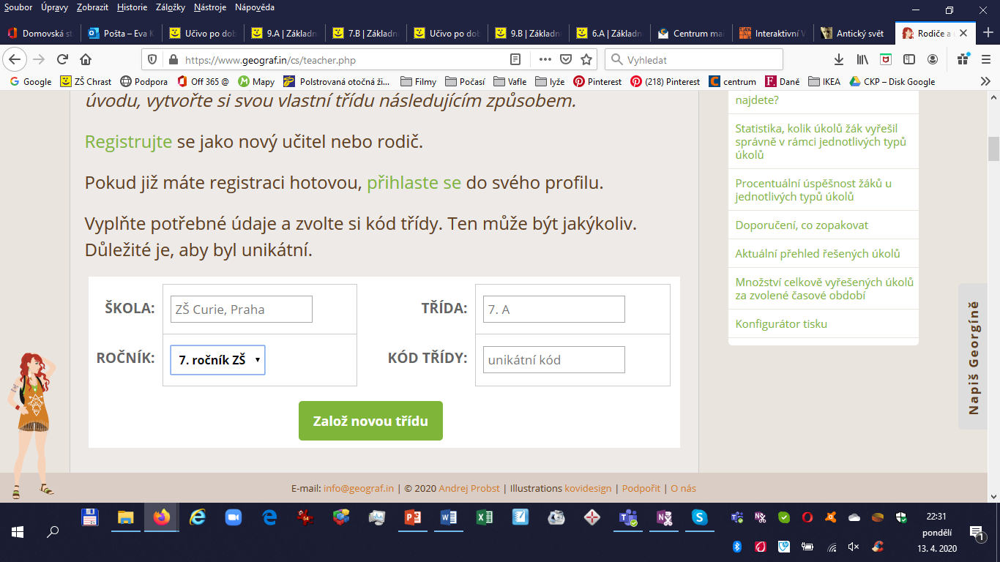 Soubor Úpravy Zobrazit Historie Záložky Nástroje Nápověda
Domovská st
Pošta – Eva K
Učivo po dob
9.A | Základn
7.B | Základn
Učivo po dob
9.B | Základn
6.A | Základn
Centrum mai
Interaktivní V
Antický svět
Rodiče a u
https://www.geograf.in/cs/teacher.php
Vyhledat
Google ZŠ Chrast Podpora Off 365 @ Mapy Polstrovaná otočná ži... Filmy Počasí Vafle lyže Pinterest (218) Pinterest centrum Daně IKEA CKP – Disk Google
úvodu, vytvořte si svou vlastní třídu následujícím způsobem.
Registrujte se jako nový učitel nebo rodič.
Pokud již máte registraci hotovou, přihlaste se do svého profilu.
Vyplňte potřebné údaje a zvolte si kód třídy. Ten může být jakýkoliv.
Důležité je, aby byl unikátní.
ŠKOLA: ZŠ Curie, Praha TŘÍDA: 7. A
ROČNÍK: 7. ročník ZŠ KÓD TŘÍDY: unikátní kód
Založ novou třídu
najdete?
Statistika, kolik úkolů žák vyřešil
správně v rámci jednotlivých typů
úkolů
Procentuální úspěšnost žáků u
jednotlivých typů úkolů
Doporučení, co zopakovat
Aktuální přehled řešených úkolů
Množství celkově vyřešených úkolů
za zvolené časové období
Konfigurátor tisku
Napiš Georgíně
E-mail: info@geograf.in | © 2020 Andrej Probst | Illustrations kovidesign | Podpořit | O nás
64
22:31
pondělí
13. 4. 2020
1